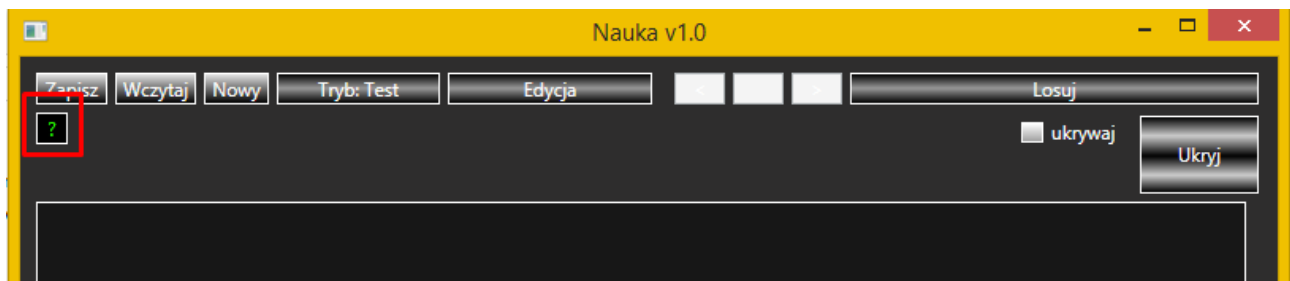 Nauka v1.0
Zapisz Wczytaj Nowy Tryb: Test Edycja < > Losuj
? ukrywaj Ukryj